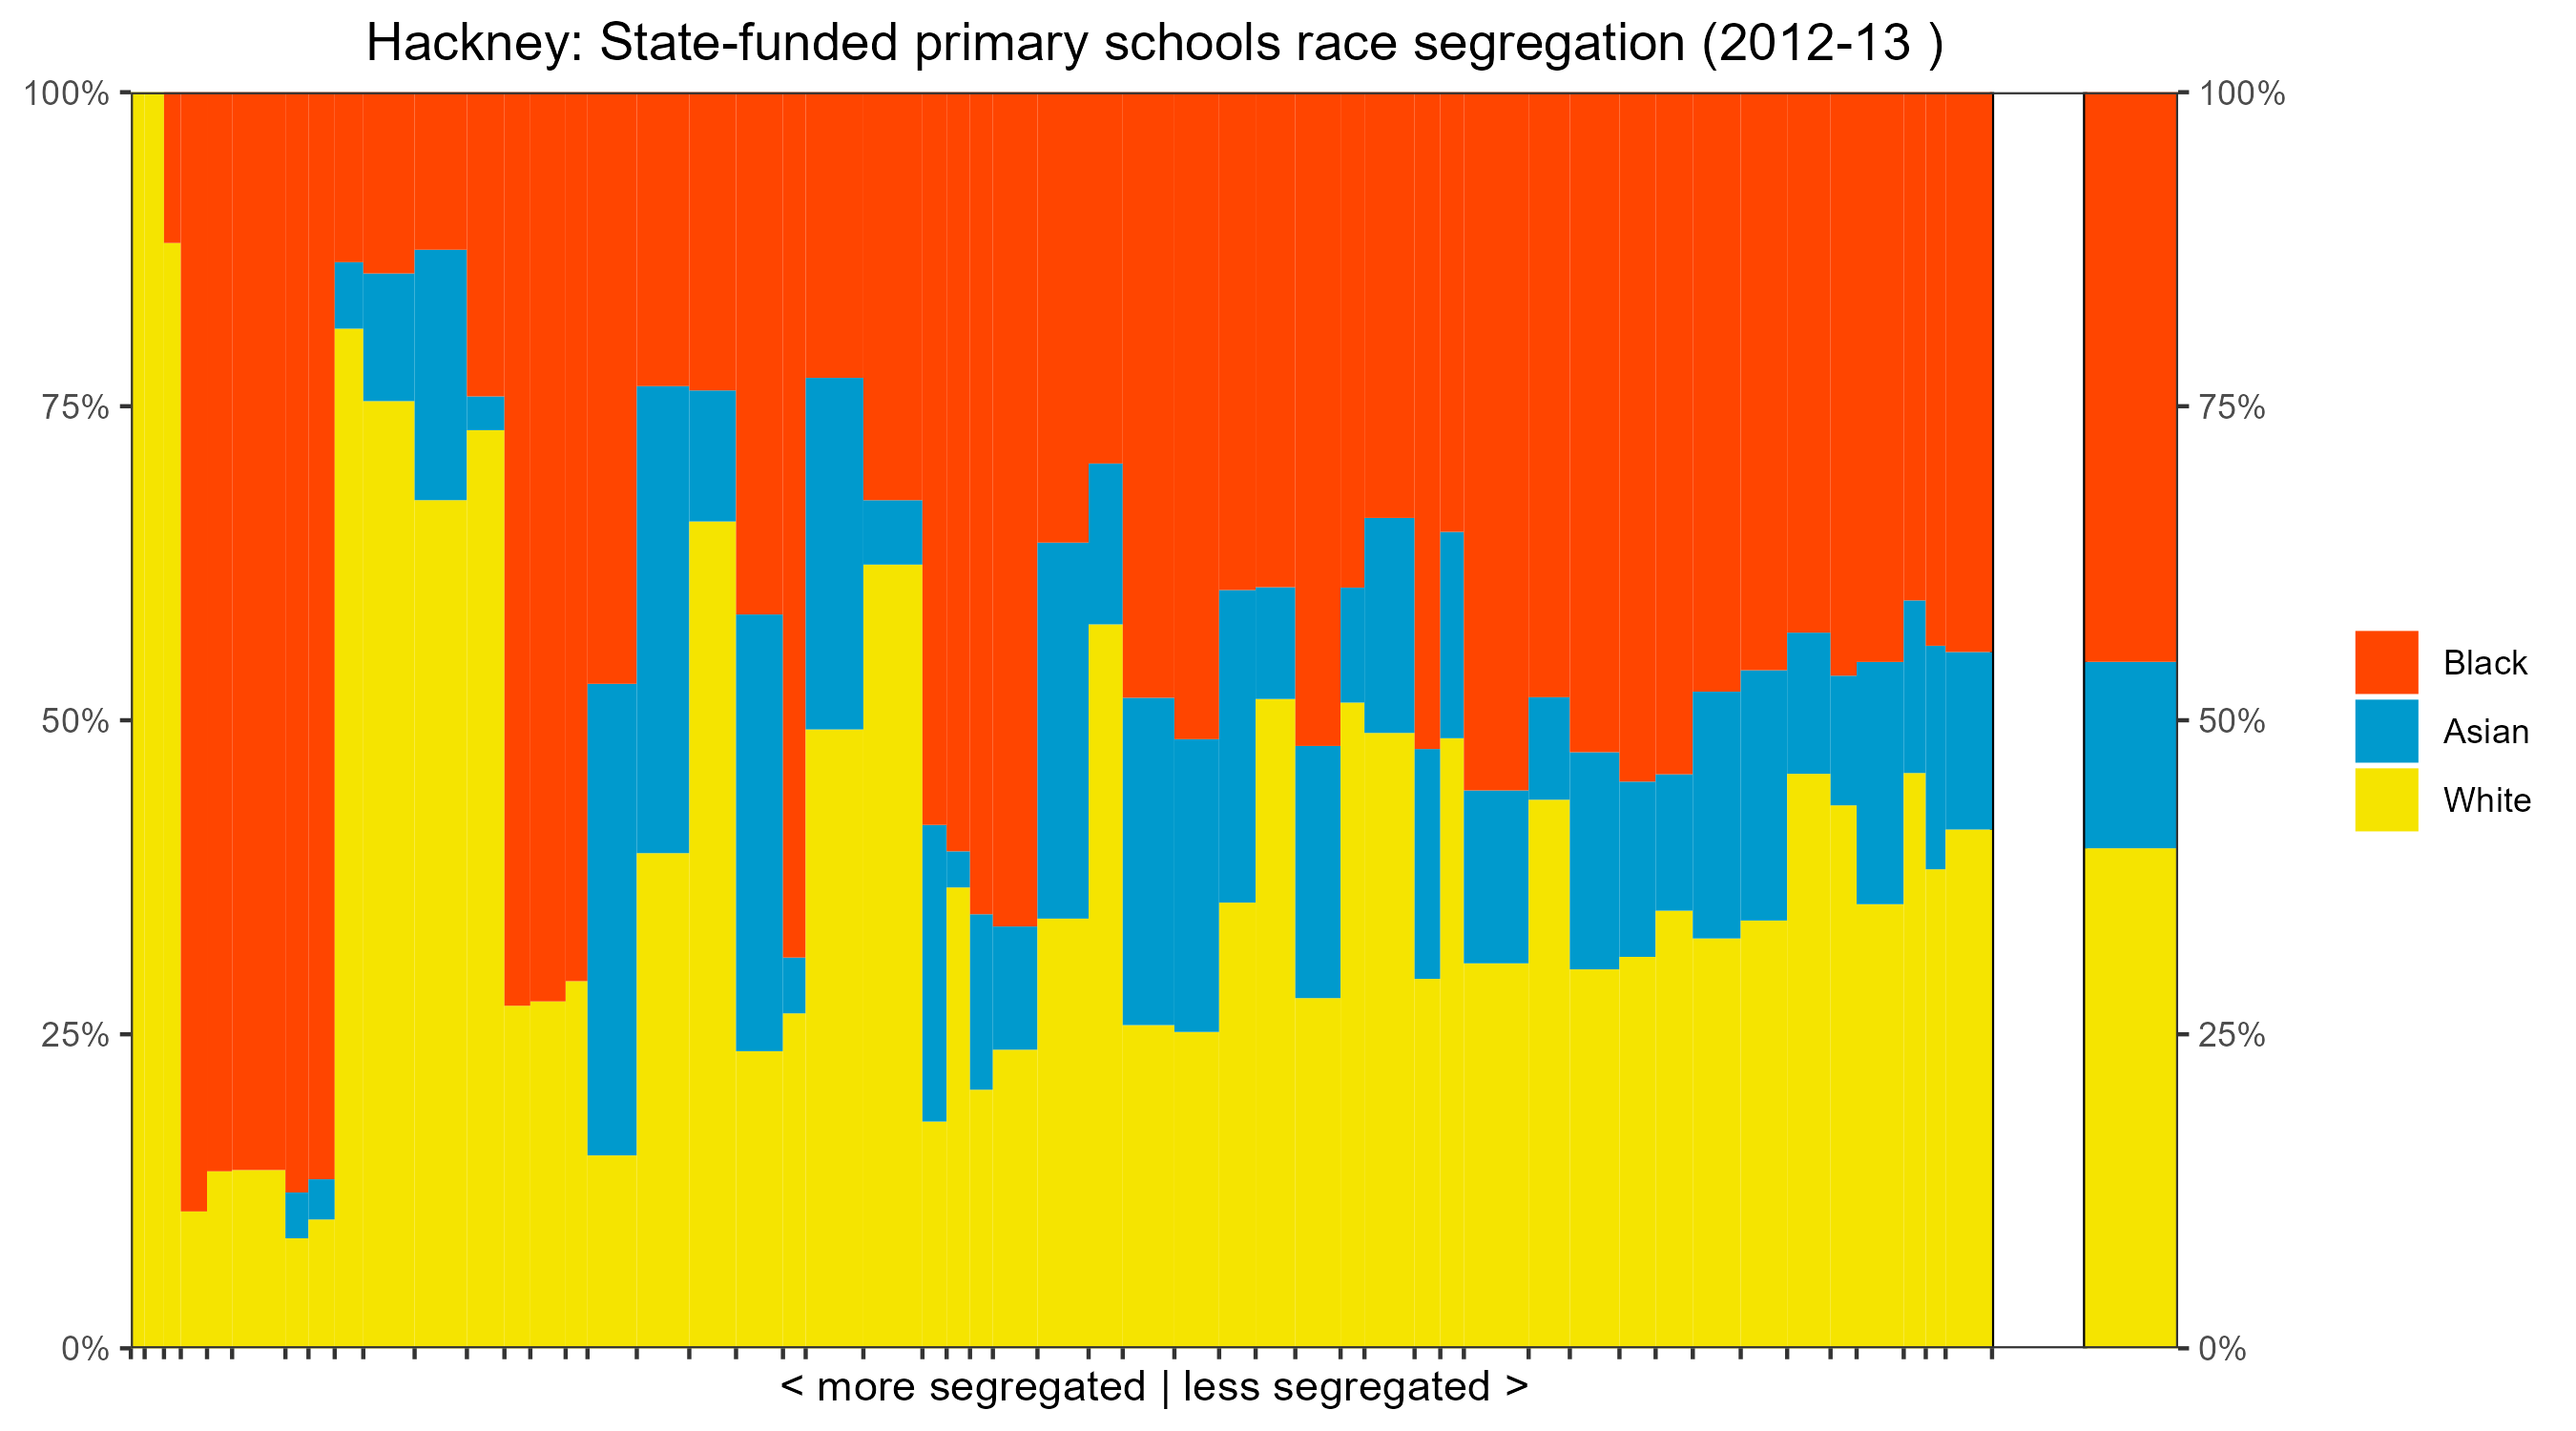 Hackney: State-funded primary schools race segregation (2012-13 )
100%
75%
50%
25%
0%
100%
75%
50%
25%
0%
Black
Asian
White
< more segregated | less segregated >